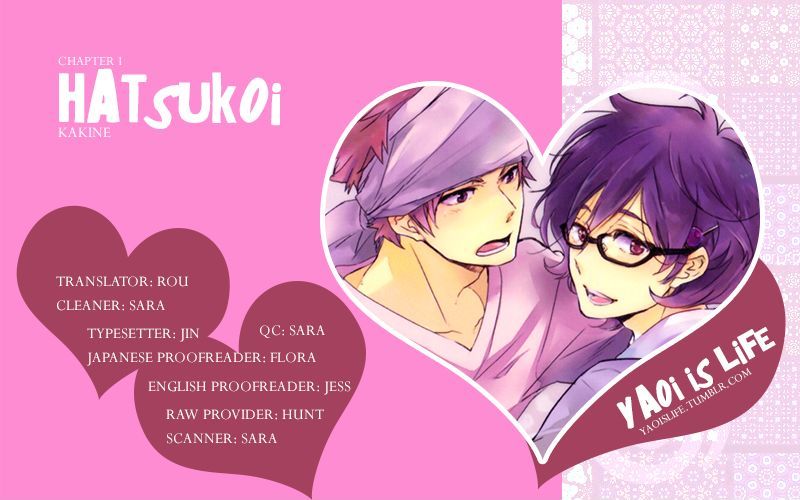 CHAPTER 1
HATSUKOi
KAKINE
TRANSLATOR: ROU
CLEANER: SARA
TYPESETTER: JIN
QC: SARA
JAPANESE PROOFREADER: FLORA
ENGLISH PROOFREADER: JESS
RAW PROVIDER: HUNT
SCANNER: SARA
YAOi iS LiFE
YAOISLIFE.TUMBLR.COM